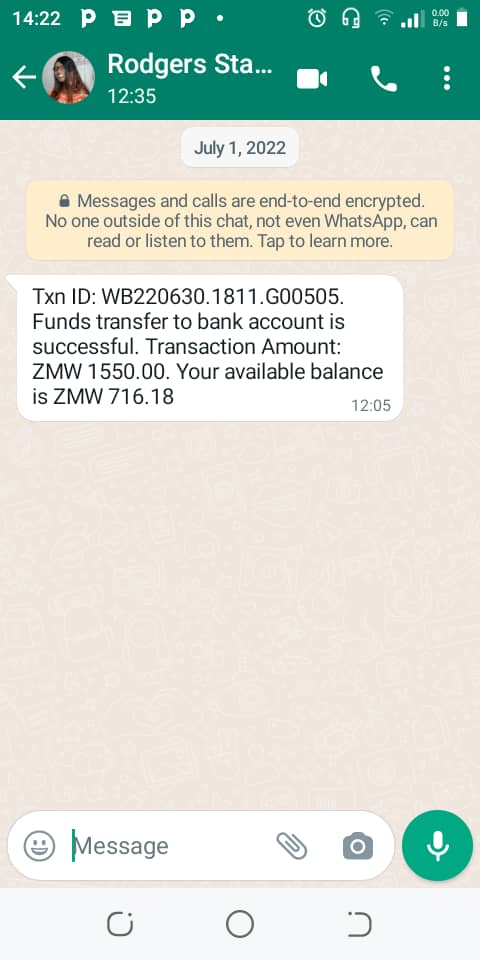 14:22
0.00
B/s
Rodgers Sta...
12:35
July 1, 2022
Messages and calls are end-to-end encrypted.
No one outside of this chat, not even WhatsApp, can
read or listen to them. Tap to learn more.
Txn ID: WB220630.1811.G00505.
Funds transfer to bank account is
successful. Transaction Amount:
ZMW 1550.00. Your available balance
is ZMW 716.18
12:05
Message